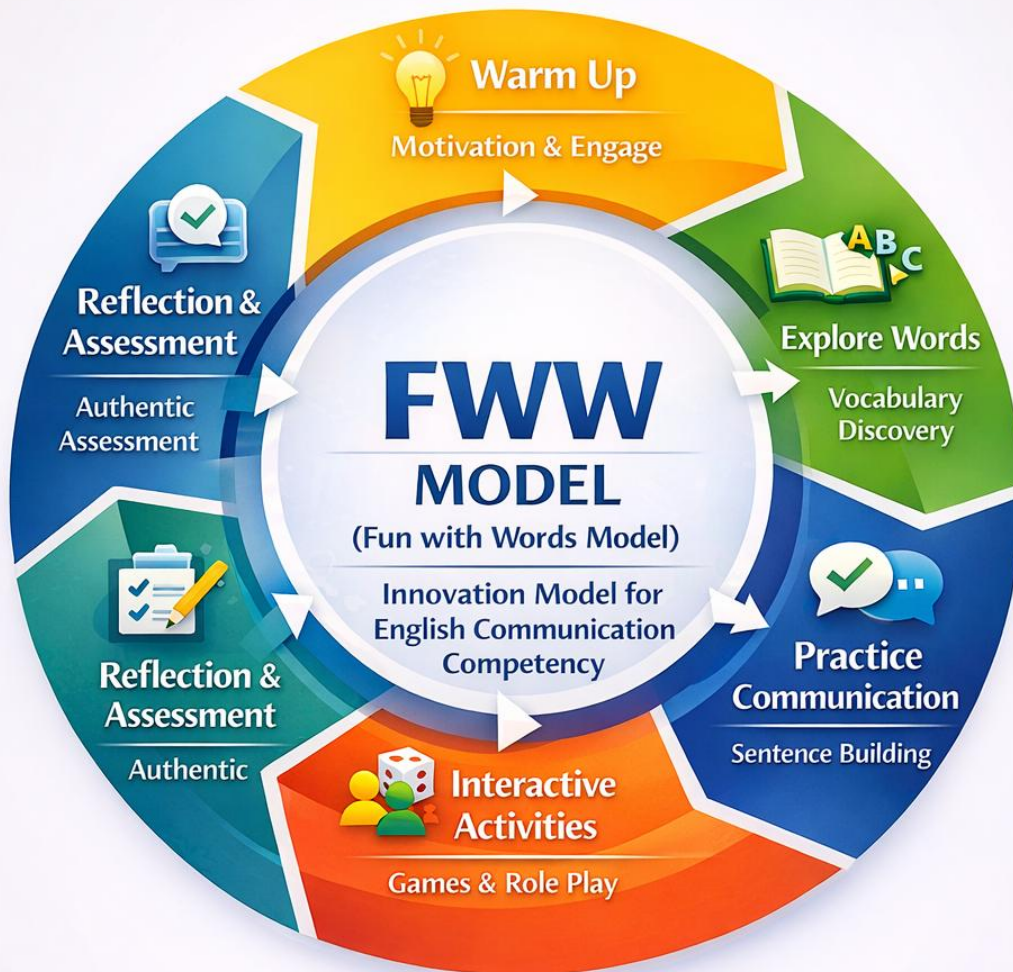 Warm Up
Motivation & Engage
A B C
Explore Words
Vocabulary
Discovery
Practice
Communication
Sentence Building
Interactive
Activities
Games & Role Play
Reflection &
Assessment
Authentic
Reflection &
Assessment
Authentic
Assessment
FWW
MODEL
(Fun with Words Model)
Innovation Model for
English Communication
Competency